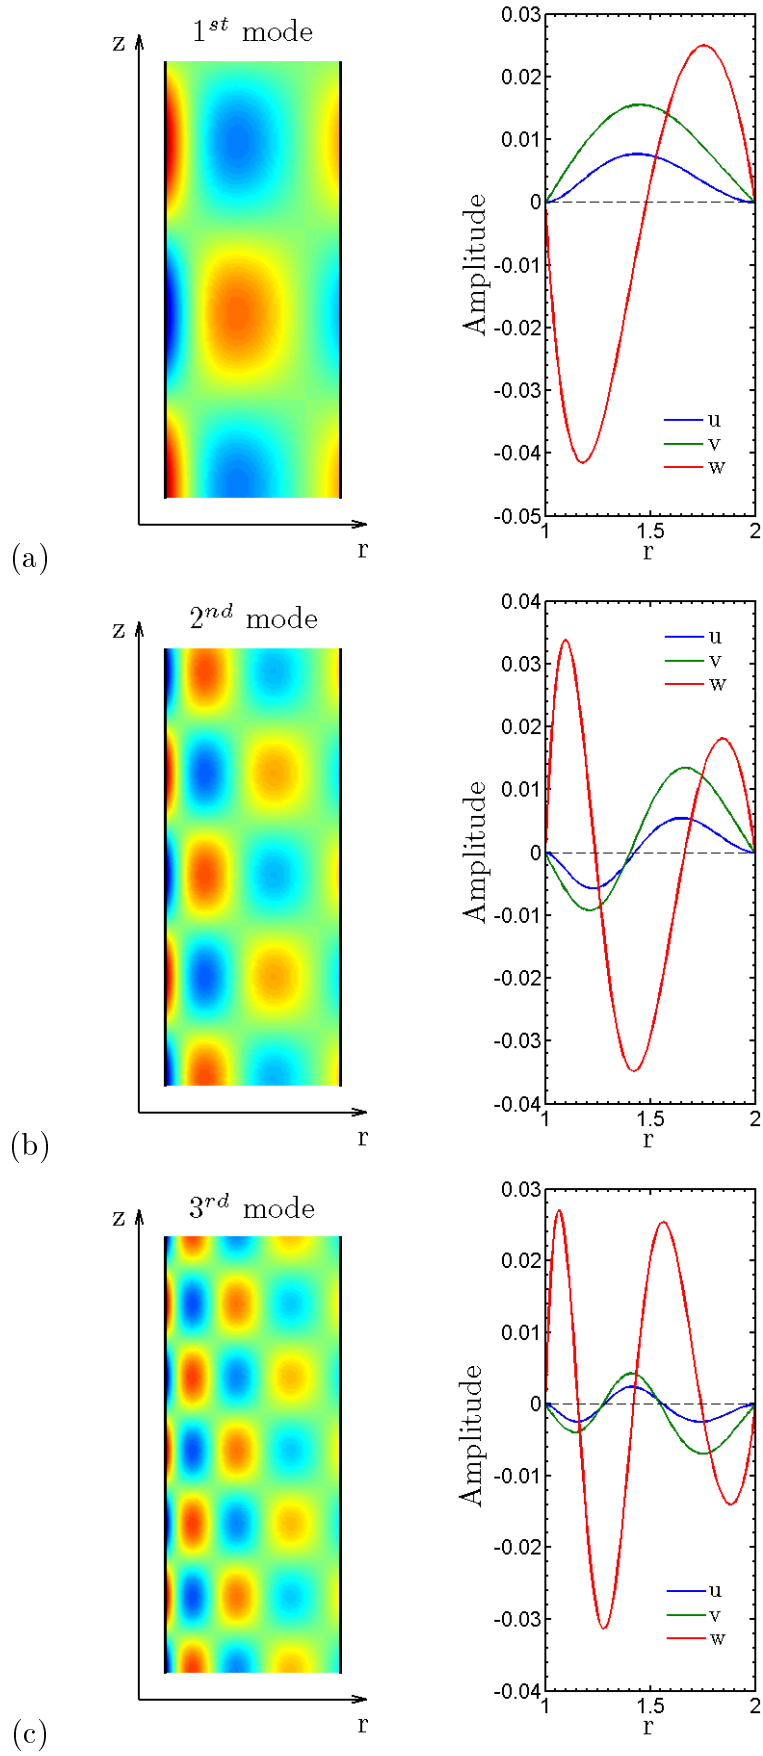 1st mode
z
r
(a)
0.03
0.02
0.01
0
-0.01
-0.02
-0.03
-0.04
-0.05
Amplitude
u
v
w
1
1.5
2
r
2nd mode
z
r
(b)
0.04
0.03
0.02
0.01
0
-0.01
-0.02
-0.03
-0.04
Amplitude
u
v
w
1
1.5
2
r
3rd mode
z
r
(c)
0.03
0.02
0.01
0
-0.01
-0.02
-0.03
-0.04
Amplitude
u
v
w
1
1.5
2
r